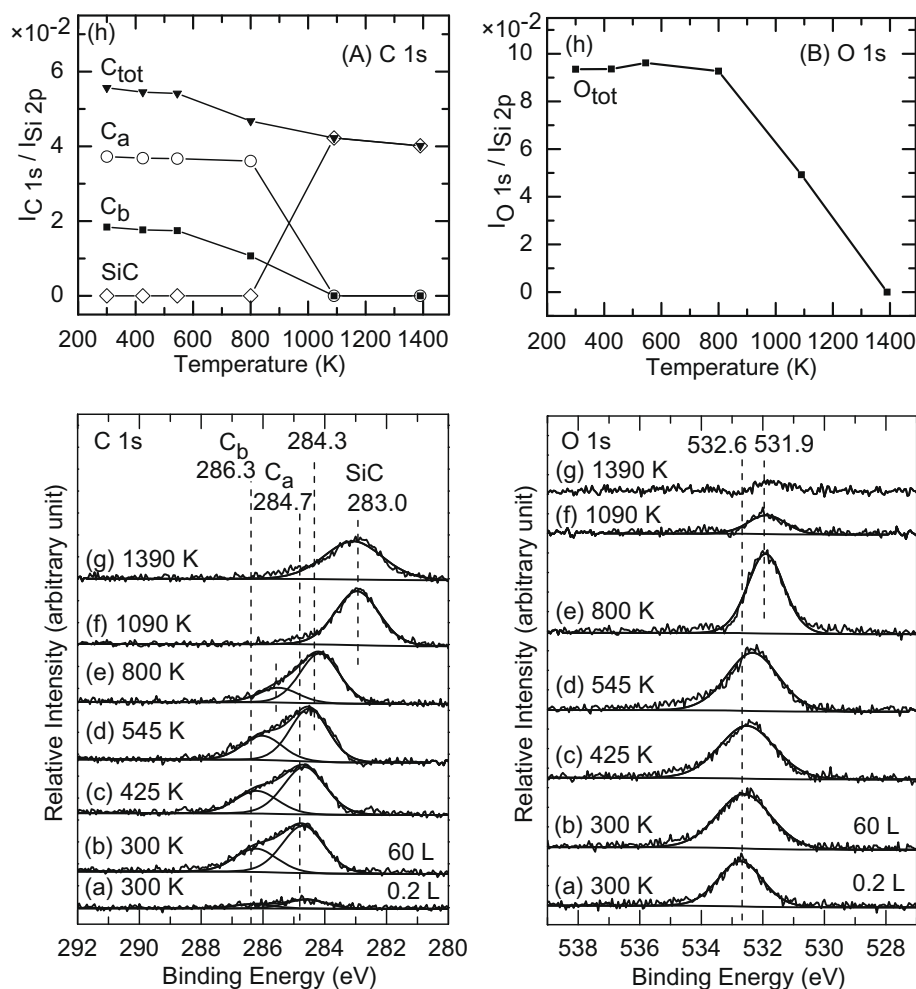 ×10⁻²
(h)
(A) C 1s
C_tot
C_a
C_b
SiC
6
4
2
0
I_C 1s / I_Si 2p
200 400 600 800 1000 1200 1400
Temperature (K)
×10⁻²
(h)
(B) O 1s
O_tot
10
8
6
4
2
0
I_O 1s / I_Si 2p
200 400 600 800 1000 1200 1400
Temperature (K)
C 1s
C_b
286.3
C_a
284.7
284.3
SiC
283.0
(g) 1390 K
(f) 1090 K
(e) 800 K
(d) 545 K
(c) 425 K
(b) 300 K 60 L
(a) 300 K 0.2 L
Relative Intensity (arbitrary unit)
292 290 288 286 284 282 280
Binding Energy (eV)
O 1s
532.6 531.9
(g) 1390 K
(f) 1090 K
(e) 800 K
(d) 545 K
(c) 425 K
(b) 300 K 60 L
(a) 300 K 0.2 L
Relative Intensity (arbitrary unit)
538 536 534 532 530 528
Binding Energy (eV)